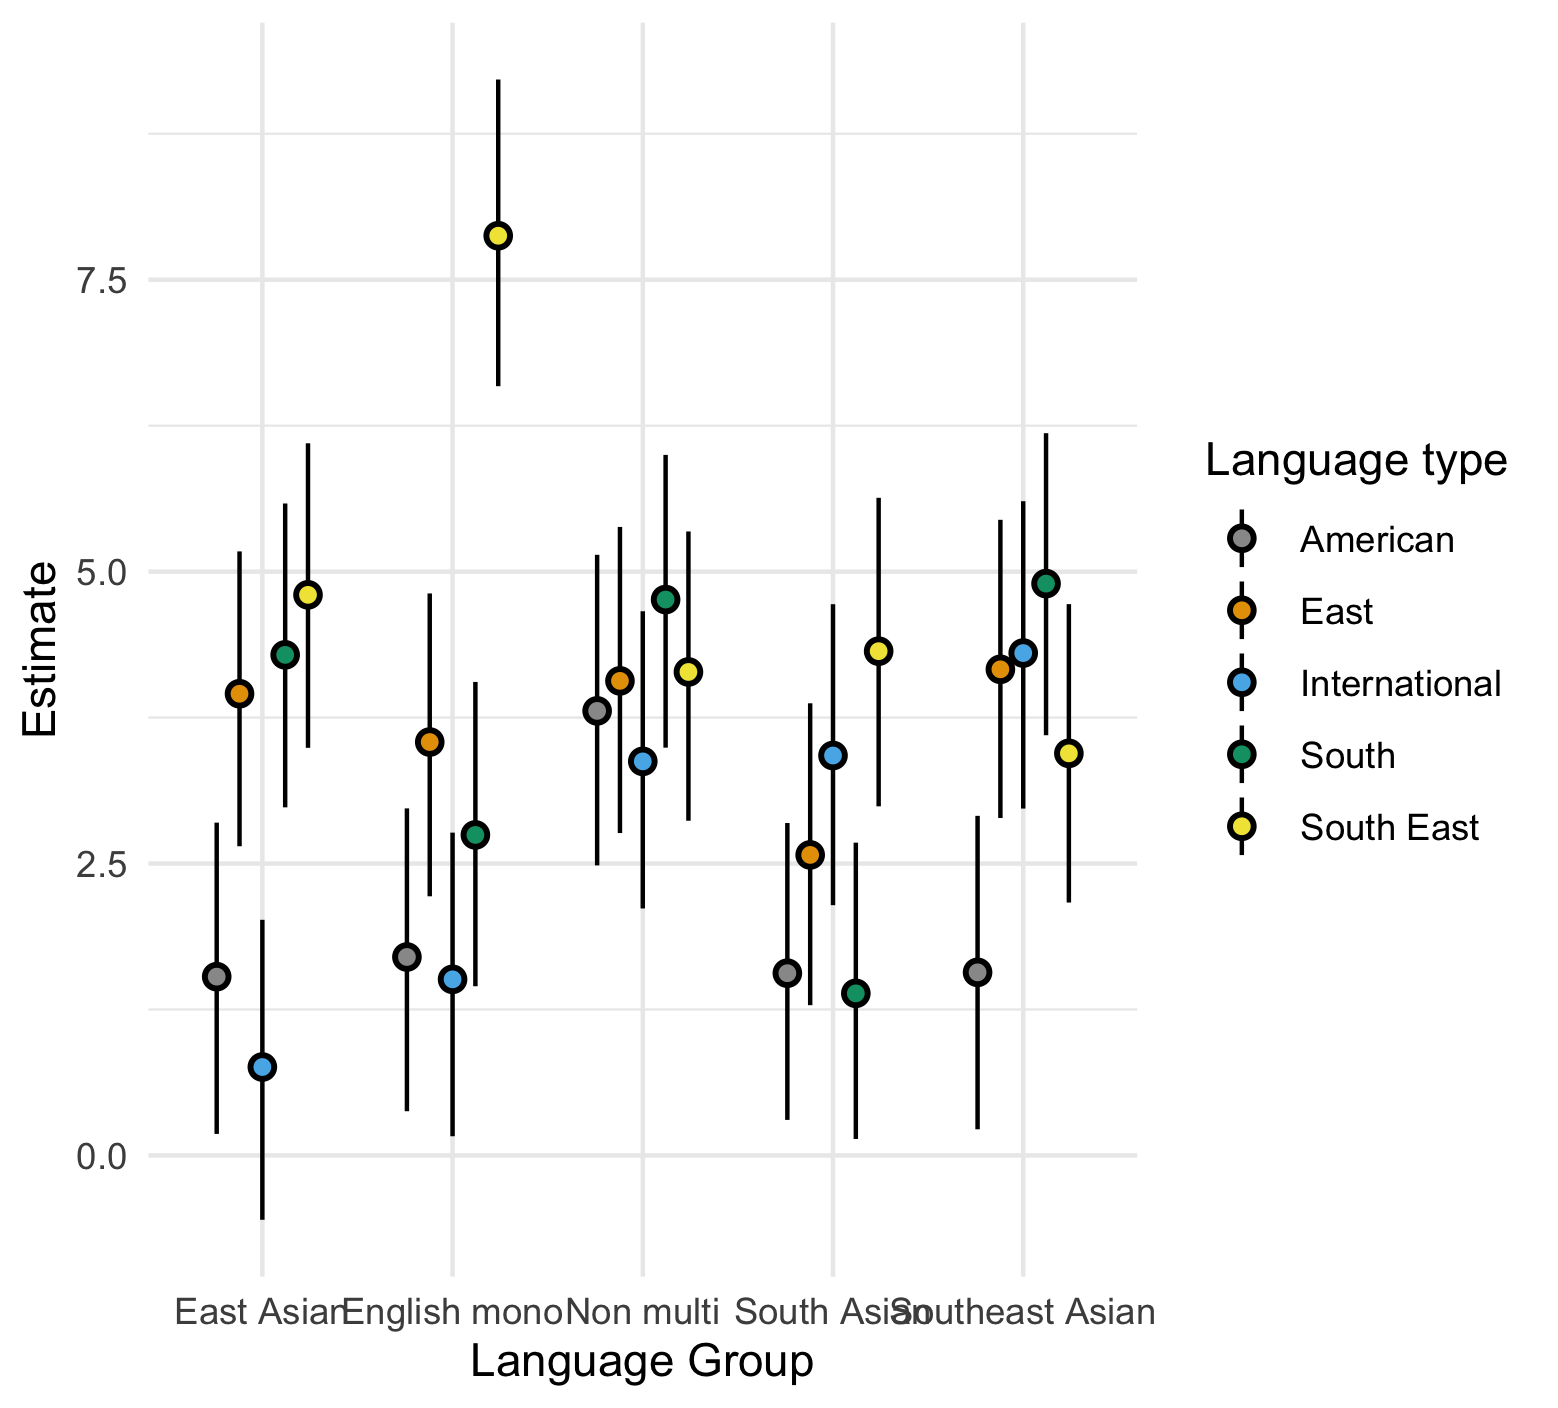 7.5
5.0
2.5
0.0
Estimate
East Asian
English mono
Non multi
South Asian
Southeast Asian
Language Group
Language type
American
East
International
South
South East